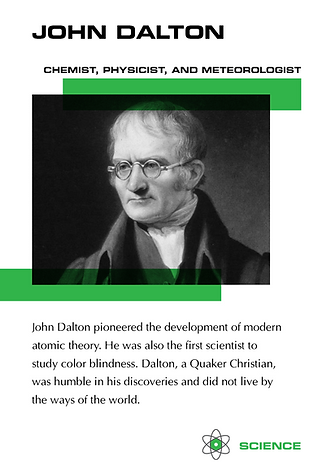 JOHN DALTON
CHEMIST, PHYSICIST, AND METEOROLOGIST
John Dalton pioneered the development of modern
atomic theory. He was also the first scientist to
study color blindness. Dalton, a Quaker Christian,
was humble in his discoveries and did not live by
the ways of the world.
SCIENCE